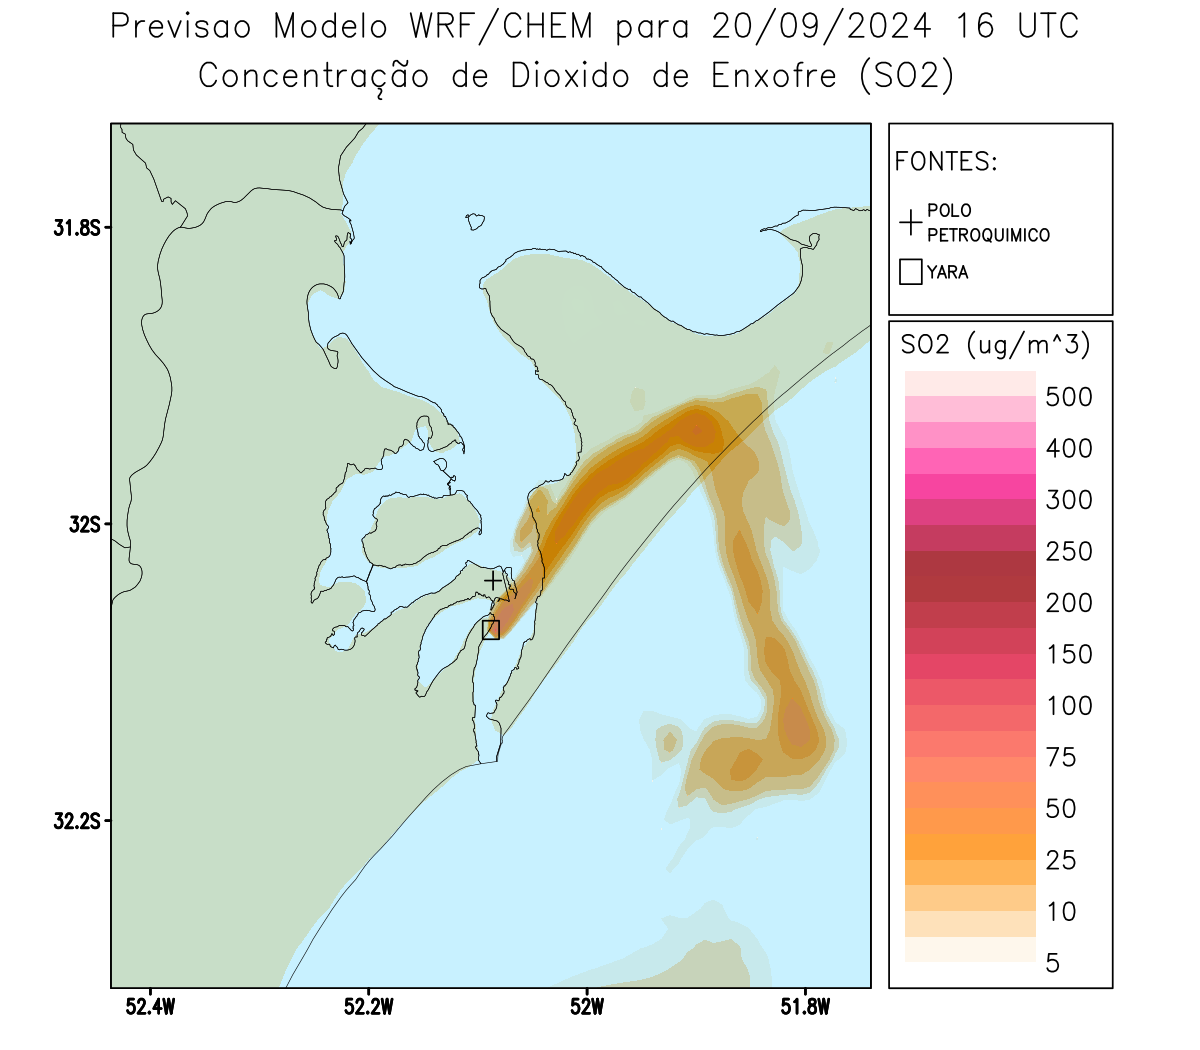 Previsao Modelo WRF/CHEM para 20/09/2024 16 UTC
Concentração de Dioxido de Enxofre (SO2)
FONTES:
POLO
PETROQUIMICO
YARA
31.8S
32S
32.2S
52.4W
52.2W
52W
51.8W
SO2 (ug/m^3)
500
400
300
250
200
150
100
75
50
25
10
5